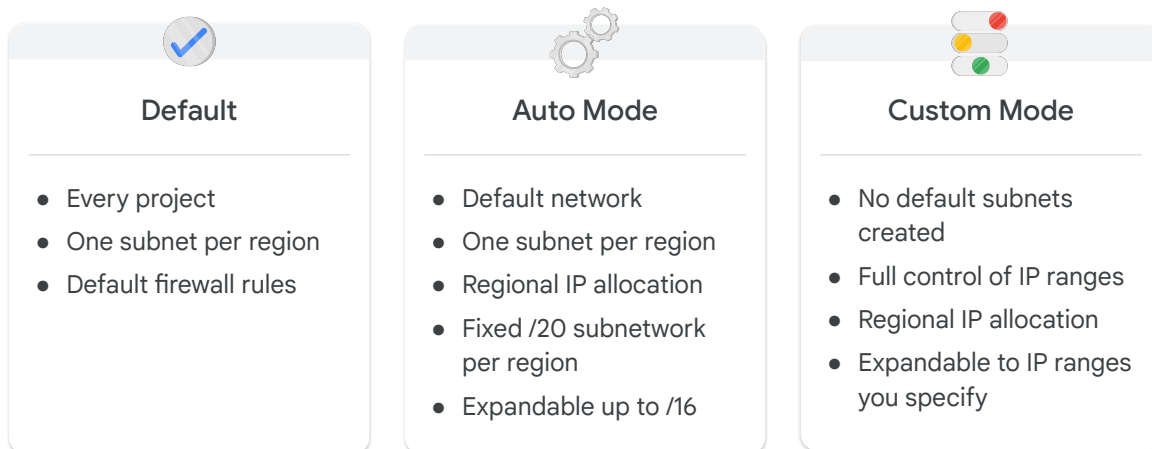 Default
● Every project
● One subnet per region
● Default firewall rules
Auto Mode
● Default network
● One subnet per region
● Regional IP allocation
● Fixed /20 subnetwork
per region
● Expandable up to /16
Custom Mode
● No default subnets
created
● Full control of IP ranges
● Regional IP allocation
● Expandable to IP ranges
you specify